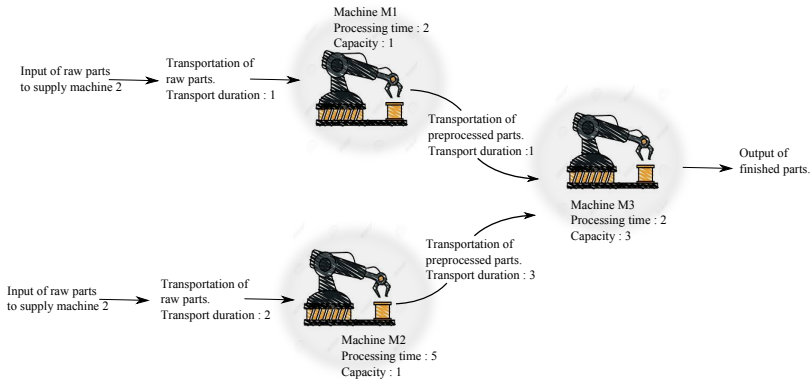 Machine M1
Processing time : 2
Capacity : 1
Input of raw parts
to supply machine 2
Transportation of
raw parts.
Transport duration : 1
Transportation of
preprocessed parts.
Transport duration :1
Output of
finished parts.
Machine M3
Processing time : 2
Capacity : 3
Transportation of
preprocessed parts.
Transport duration : 3
Input of raw parts
to supply machine 2
Transportation of
raw parts.
Transport duration : 2
Machine M2
Processing time : 5
Capacity : 1